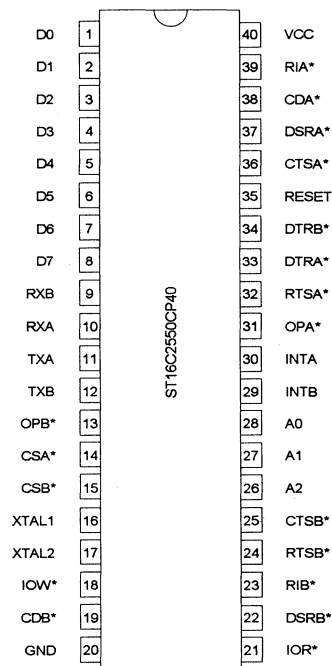 D0 1 40 VCC
D1 2 39 RIA*
D2 3 38 CDA*
D3 4 37 DSRA*
D4 5 36 CTSA*
D5 6 35 RESET
D6 7 34 DTRB*
D7 8 33 DTRA*
RXB 9 32 RTSA*
RXA 10 31 OPA*
TXA 11 30 INTA
TXB 12 29 INTB
OPB* 13 28 A0
CSA* 14 27 A1
CSB* 15 26 A2
XTAL1 16 25 CTSB*
XTAL2 17 24 RTSB*
IOW* 18 23 RIB*
CDB* 19 22 DSRB*
GND 20 21 IOR*
ST16C2550CP40